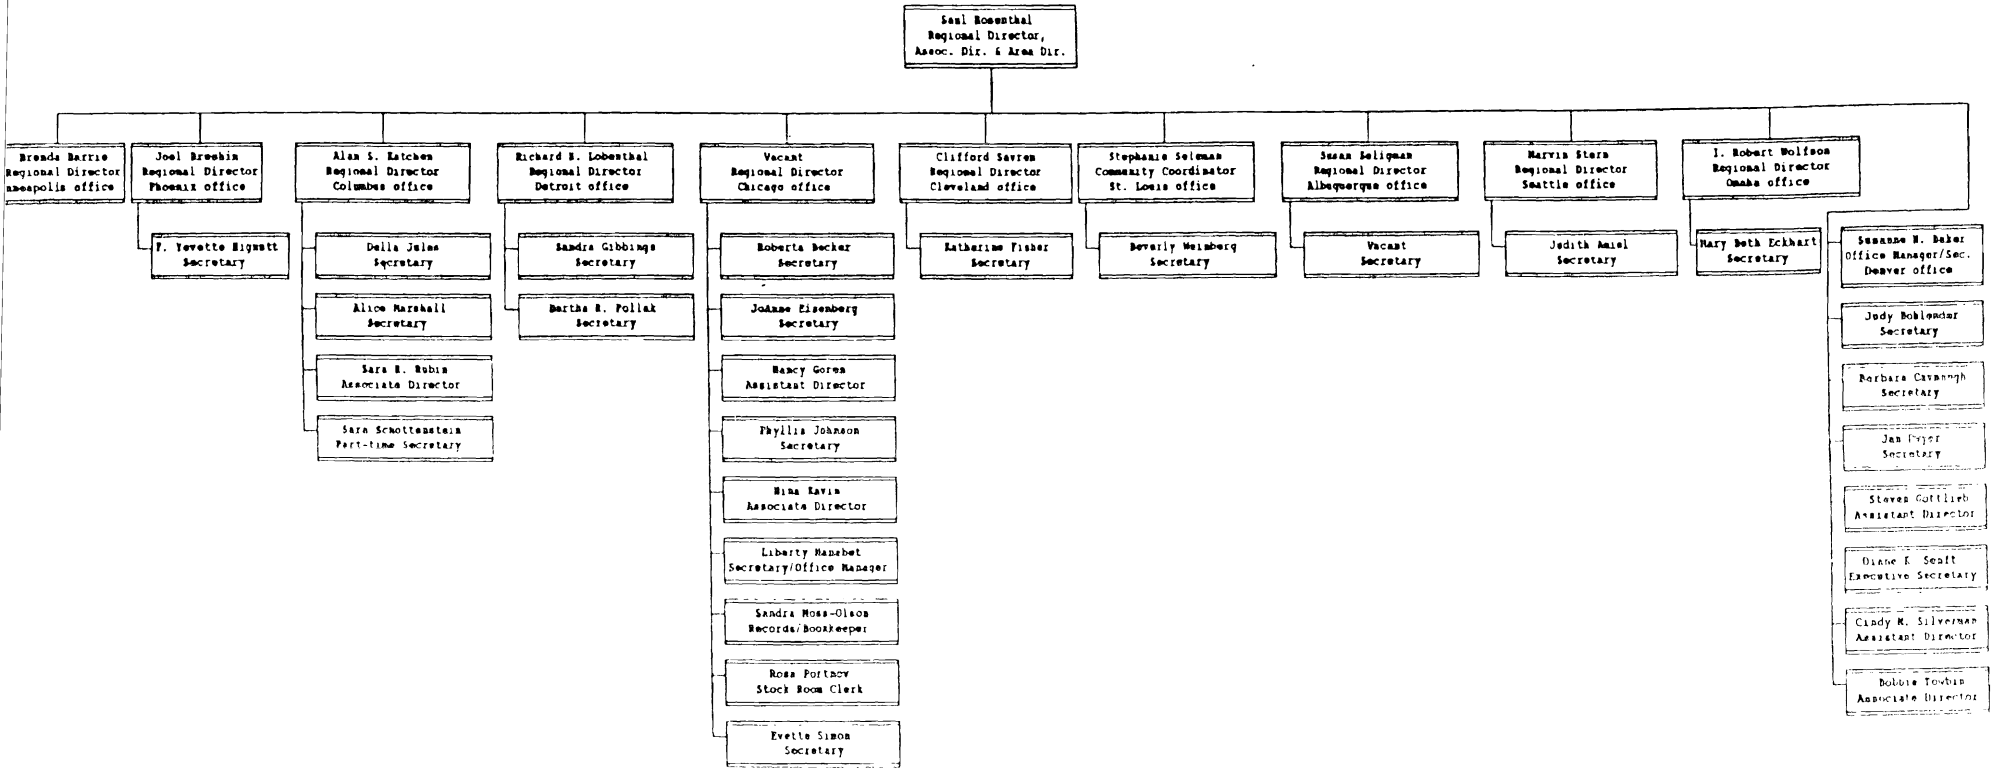 Saul Rosenthal
Regional Director,
Assoc. Dir. & Area Dir.
Brenda Barrie
Regional Director
neapolis office
Joel Breshin
Regional Director
Phoenix office
F. Yevette
Secretary
Alan S. Katchen
Regional Director
Columbus office
Della Jules
Secretary
Alice Marshall
Secretary
Sara R. Rubin
Associate Director
Sara Schottenstein
Part-time Secretary
Richard H. Lobenthal
Regional Director
Detroit office
Sandra Gibbings
Secretary
Bertha R. Pollak
Secretary
Vacant
Regional Director
Chicago office
Roberta Becker
Secretary
JoAnne Eisenberg
Secretary
Nancy Goren
Assistant Director
Phyllis Johnson
Secretary
Nina Kavin
Associate Director
Liberty Manabet
Secretary/Office Manager
Sandra Moss-Olson
Records/Bookkeeper
Rosa Portnoy
Stock Room Clerk
Evette Simon
Secretary
Clifford Savren
Regional Director
Cleveland office
Katherine Fisher
Secretary
Stephanie Seleman
Community Coordinator
St. Louis office
Beverly Weinberg
Secretary
Susan Seligman
Regional Director
Albuquerque office
Vacant
Secretary
Marvin Stern
Regional Director
Seattle office
Judith Amiel
Secretary
I. Robert Wolfson
Regional Director
Omaha office
Mary Beth Eckhart
Secretary
Susanne N. Baker
Office Manager/Sec.
Denver office
Judy Bohlender
Secretary
Barbara Cavanagh
Secretary
Jan
Secretary
Steven Gottlieb
Assistant Director
Diane K.
Executive Secretary
Cindy M. Silverman
Assistant Director
Bobbie Towbin
Associate Director